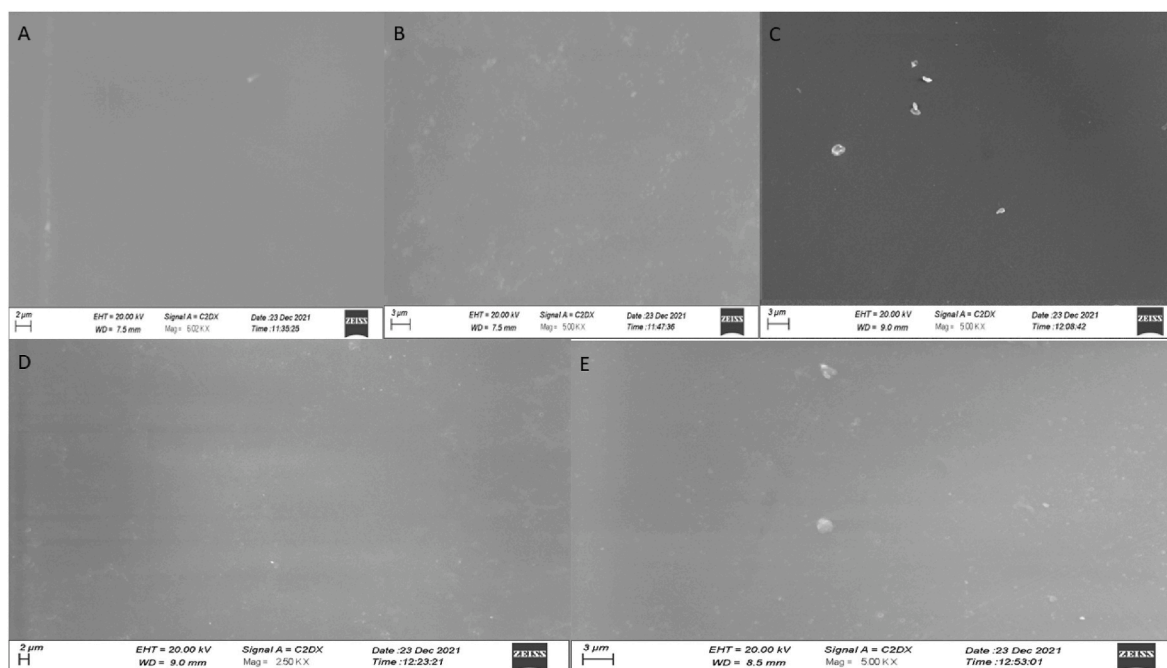 A
B
C
2 µm
EHT = 20.00 kV
Signal A = C2DX
Date :23 Dec 2021
WD = 7.5 mm
Mag = 6.02 K X
Time :11:35:25
ZEISS
3 µm
EHT = 20.00 kV
Signal A = C2DX
Date :23 Dec 2021
WD = 7.5 mm
Mag = 5.00 K X
Time :11:47:36
ZEISS
3 µm
EHT = 20.00 kV
Signal A = C2DX
Date :23 Dec 2021
WD = 9.0 mm
Mag = 5.00 K X
Time :12:08:42
ZEISS
D
E
2 µm
EHT = 20.00 kV
Signal A = C2DX
Date :23 Dec 2021
WD = 9.0 mm
Mag = 2.50 K X
Time :12:23:21
ZEISS
3 µm
EHT = 20.00 kV
Signal A = C2DX
Date :23 Dec 2021
WD = 8.5 mm
Mag = 5.00 K X
Time :12:53:01
ZEISS